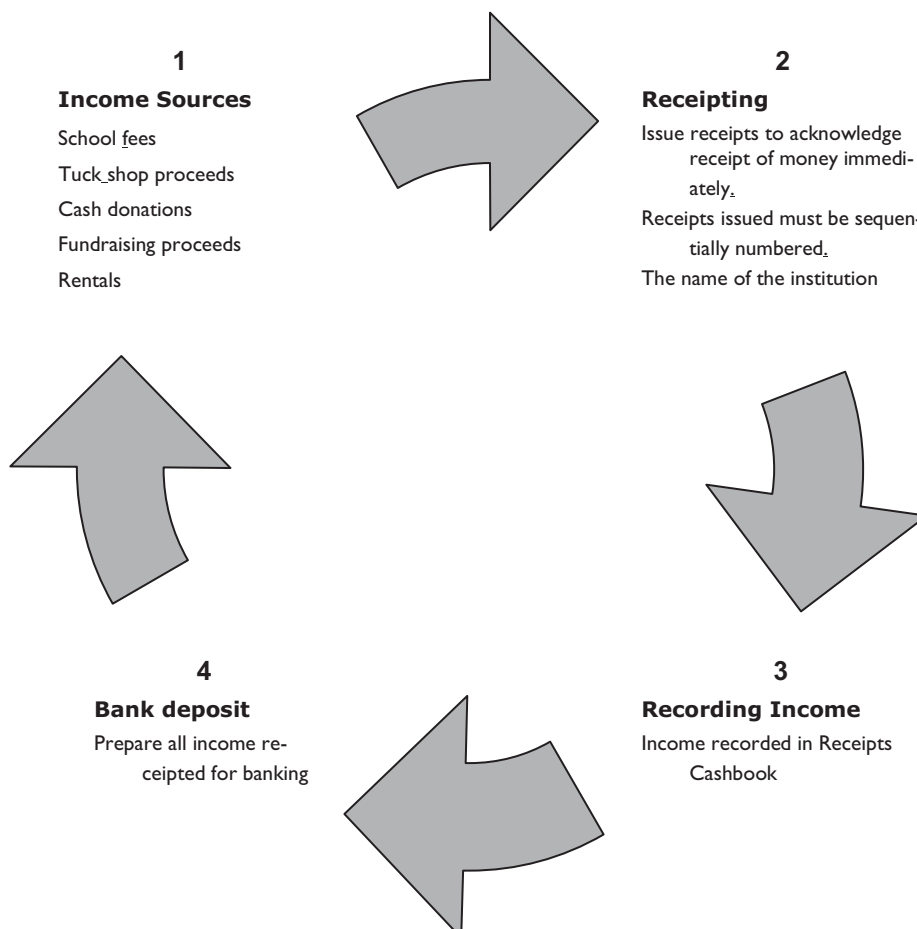 1
Income Sources
School fees
Tuck shop proceeds
Cash donations
Fundraising proceeds
Rentals
2
Receipting
Issue receipts to acknowledge
receipt of money immedi-
ately.
Receipts issued must be sequen-
tially numbered.
The name of the institution
3
Recording Income
Income recorded in Receipts
Cashbook
4
Bank deposit
Prepare all income re-
ceipted for banking